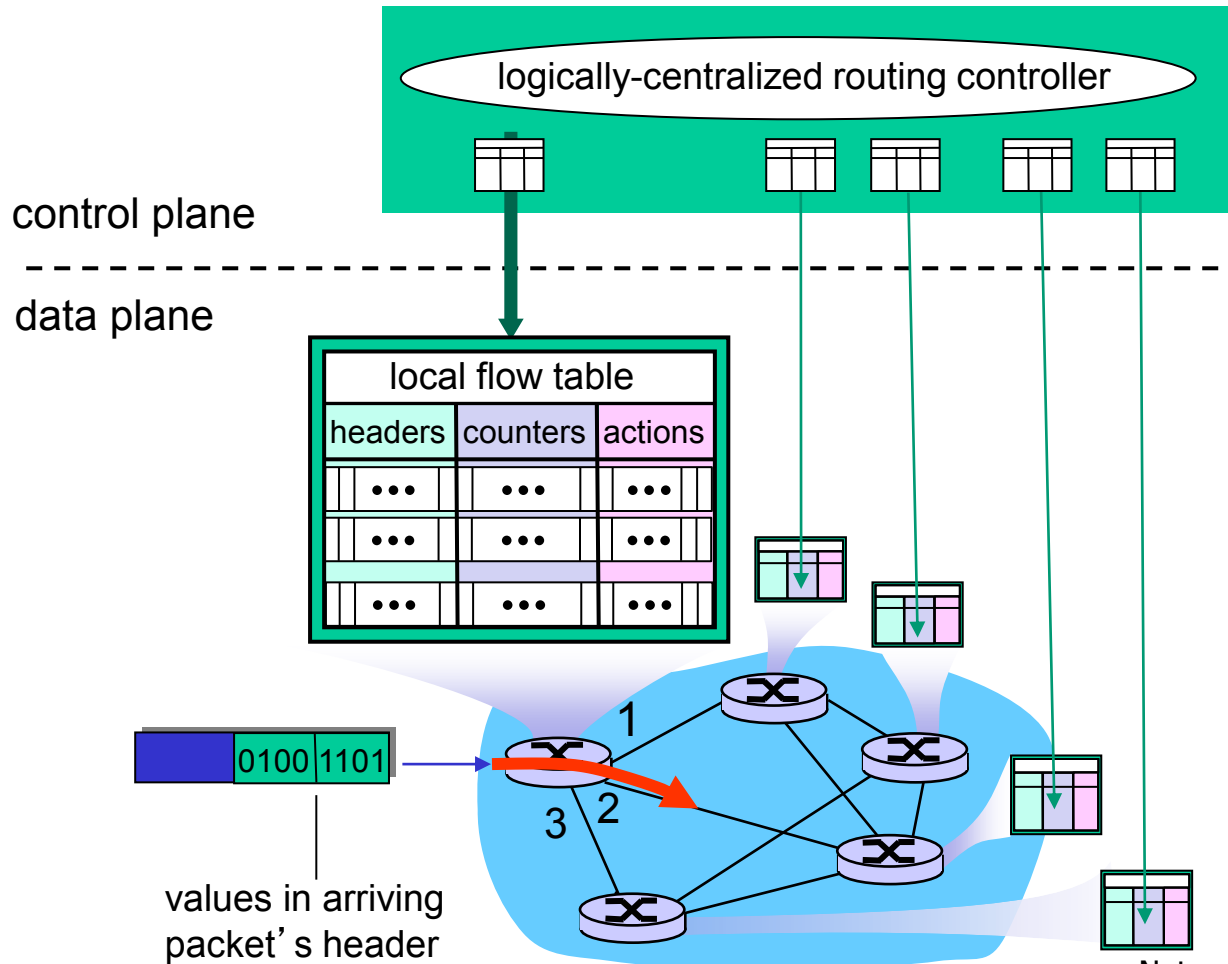 logically-centralized routing controller
control plane
data plane
local flow table
headers counters actions
1
0100 1101
2
3
values in arriving
packet's header